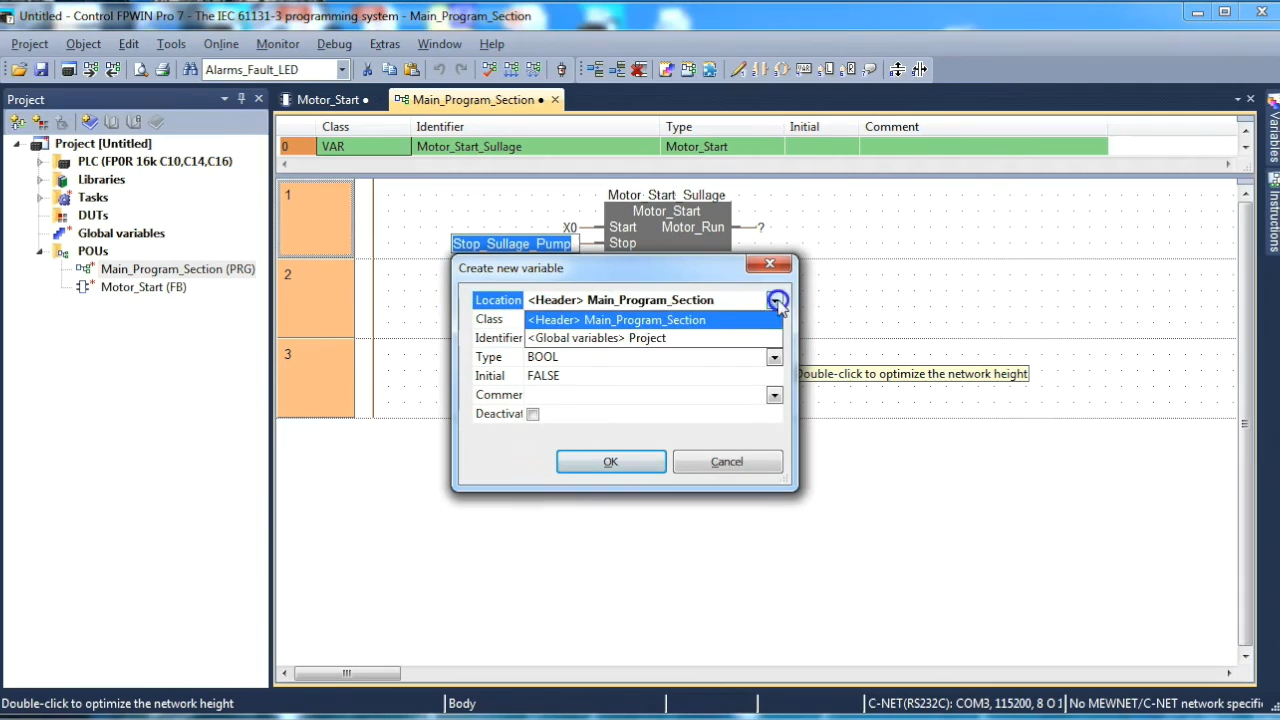 Untitled - Control FPWIN Pro 7 - The IEC 61131-3 programming system - Main_Program_Section
Project Object Edit Tools Online Monitor Debug Extras Window Help
Alarms_Fault_LED
Project
Motor_Start
Main_Program_Section
Project [Untitled]
PLC (FP0R 16k C10,C14,C16)
Libraries
Tasks
DUTs
Global variables
POUs
Main_Program_Section (PRG)
Motor_Start (FB)
Class Identifier Type Initial Comment
0 VAR Motor_Start_Sullage Motor_Start
1
Motor_Start_Sullage
Motor_Start
X0 Start Motor_Run ?
Stop_Sullage_Pump Stop
2
3
Create new variable
Location <Header> Main_Program_Section
Class <Header> Main_Program_Section
Identifier <Global variables> Project
Type BOOL
Initial FALSE
Commer
Deactivat
OK Cancel
Double-click to optimize the network height
Variables
Instructions
Double-click to optimize the network height Body C-NET(RS232C): COM3, 115200, 8 O 1 No MEWNET/C-NET network specifi